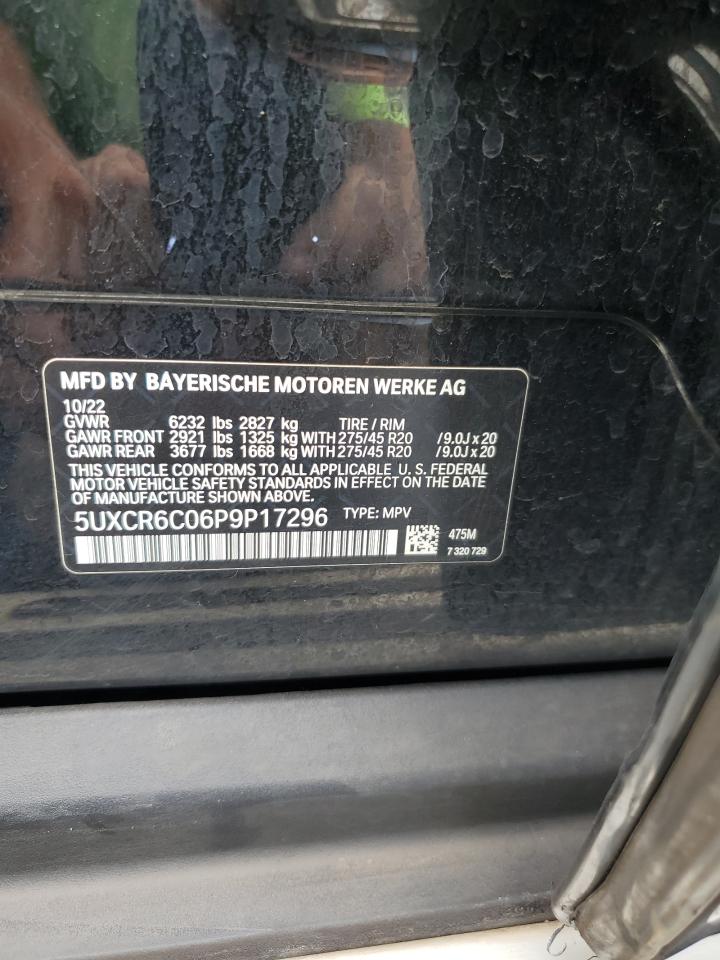 MFD BY BAYERISCHE MOTOREN WERKE AG
10/22
GVWR 6232 lbs 2827 kg TIRE / RIM
GAWR FRONT 2921 lbs 1325 kg WITH 275/45 R20 /9.0J x 20
GAWR REAR 3677 lbs 1668 kg WITH 275/45 R20 /9.0J x 20
THIS VEHICLE CONFORMS TO ALL APPLICABLE U. S. FEDERAL
MOTOR VEHICLE SAFETY STANDARDS IN EFFECT ON THE DATE
OF MANUFACTURE SHOWN ABOVE.
5UXCR6C06P9P17296 TYPE: MPV
475M
7 320 729